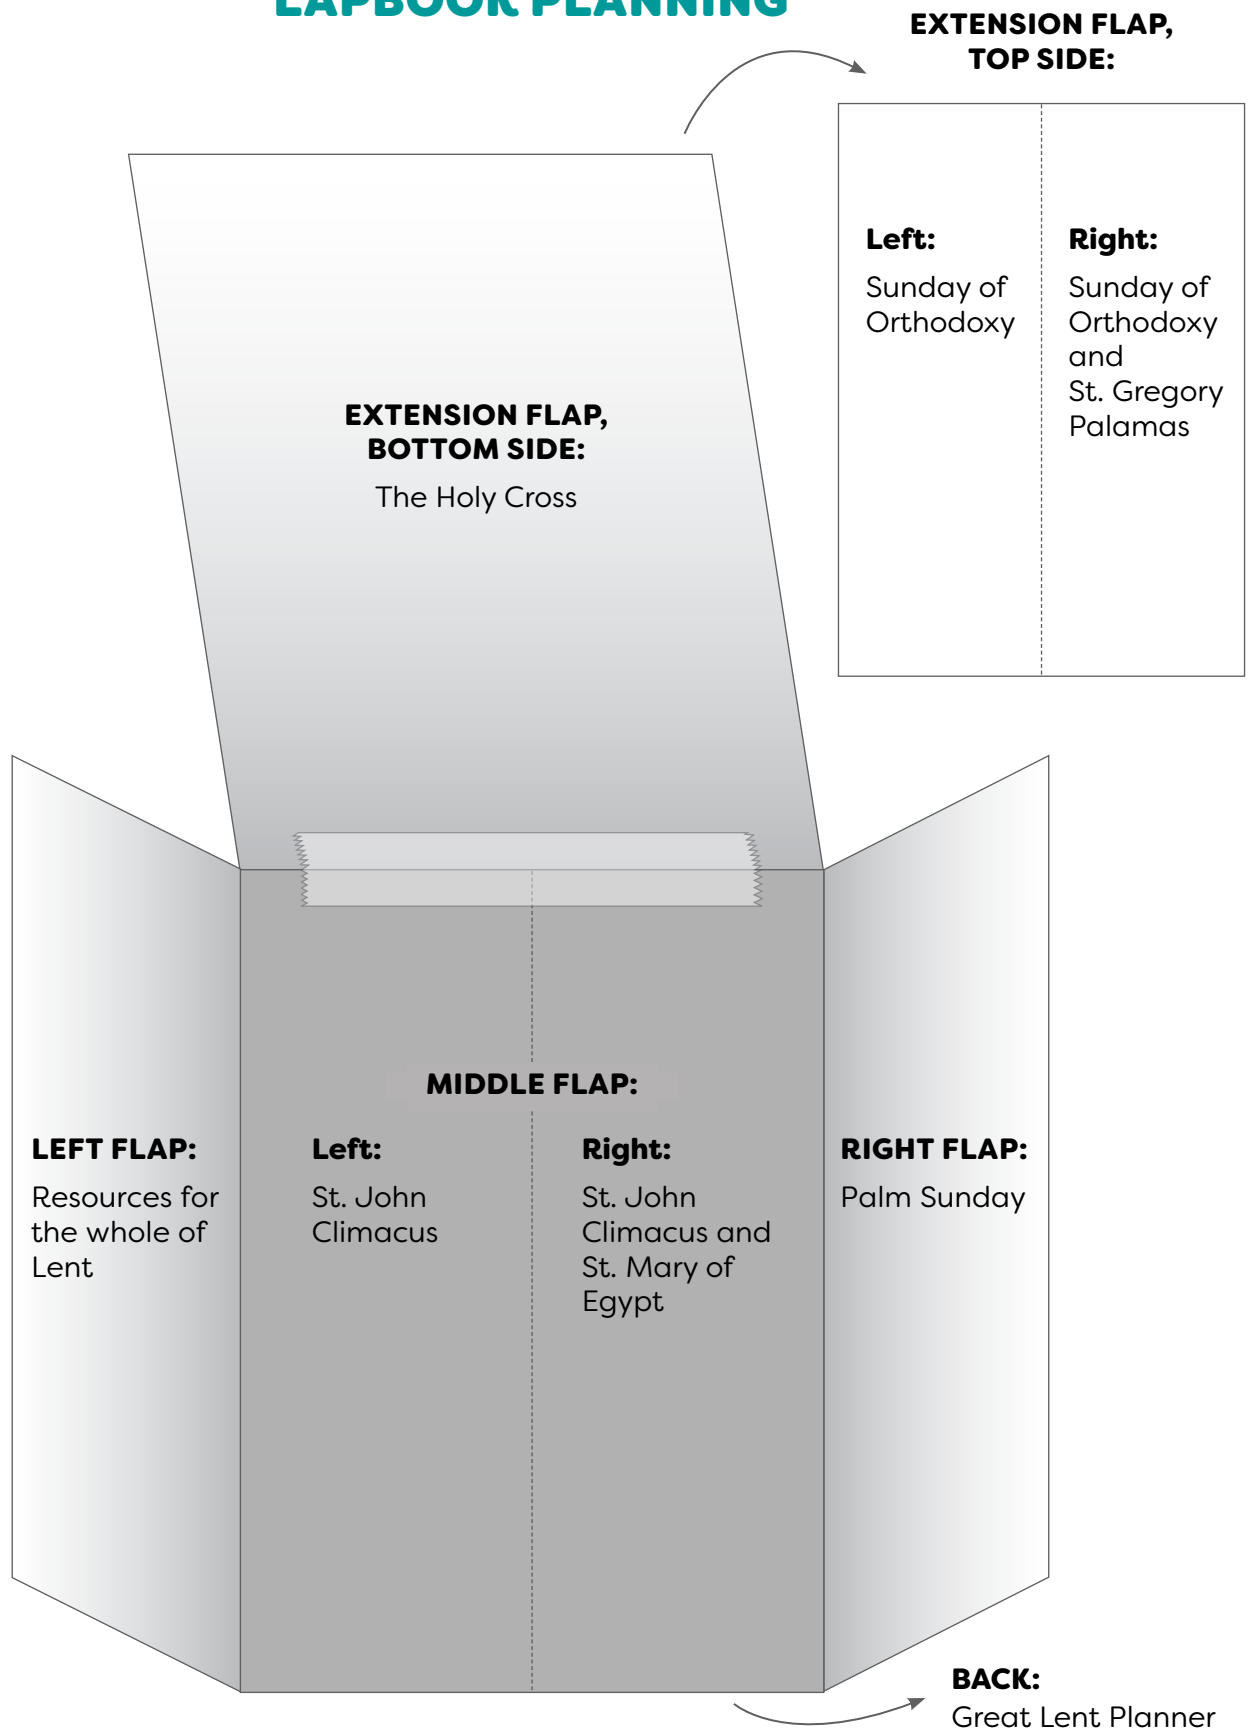 LAPBOOK PLANNING
EXTENSION FLAP,
TOP SIDE:
Left:
Sunday of
Orthodoxy
Right:
Sunday of
Orthodoxy
and
St. Gregory
Palamas
EXTENSION FLAP,
BOTTOM SIDE:
The Holy Cross
MIDDLE FLAP:
LEFT FLAP:
Resources for
the whole of
Lent
Left:
St. John
Climacus
Right:
St. John
Climacus and
St. Mary of
Egypt
RIGHT FLAP:
Palm Sunday
BACK:
Great Lent Planner